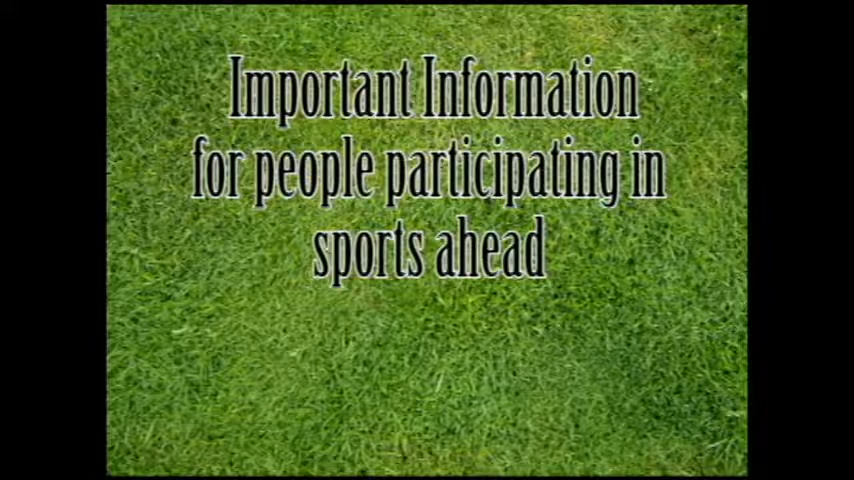 Important Information
for people participating in
sports ahead